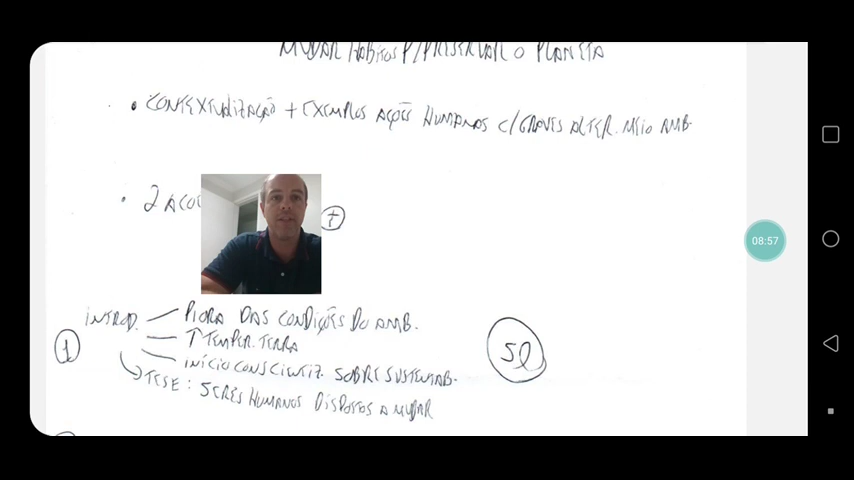 MUDAR HÁBITOS P/ PRESERVAR O PLANETA
• CONTEXTUALIZAÇÃO + EXEMPLOS AÇÕES HUMANAS C/ GRAVES ALTER. MEIO AMB.
• 2 AÇÕ
+
08:57
INTROD. PIORA DAS CONDIÇÕES DO AMB.
↑ TEMPER. TERRA
1
INÍCIO CONSCIENTIZ. SOBRE SUSTENTAB.
TESE: SERES HUMANOS DISPOSTOS A MUDAR